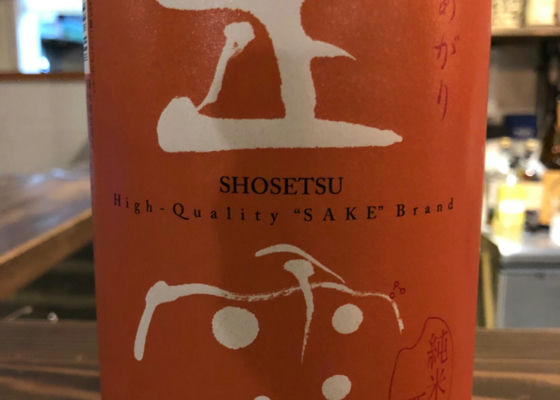 あがり
正
SHOSETSU
High-Quality "SAKE" Brand
雪
純米